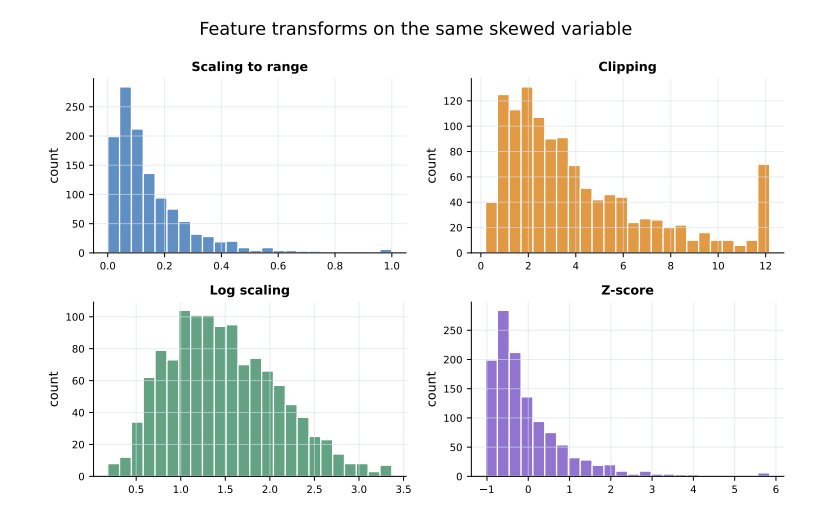 Feature transforms on the same skewed variable
Scaling to range
count
0
50
100
150
200
250
0.0 0.2 0.4 0.6 0.8 1.0
Clipping
count
0
20
40
60
80
100
120
0 2 4 6 8 10 12
Log scaling
count
0
20
40
60
80
100
0.5 1.0 1.5 2.0 2.5 3.0 3.5
Z-score
count
0
50
100
150
200
250
−1 0 1 2 3 4 5 6